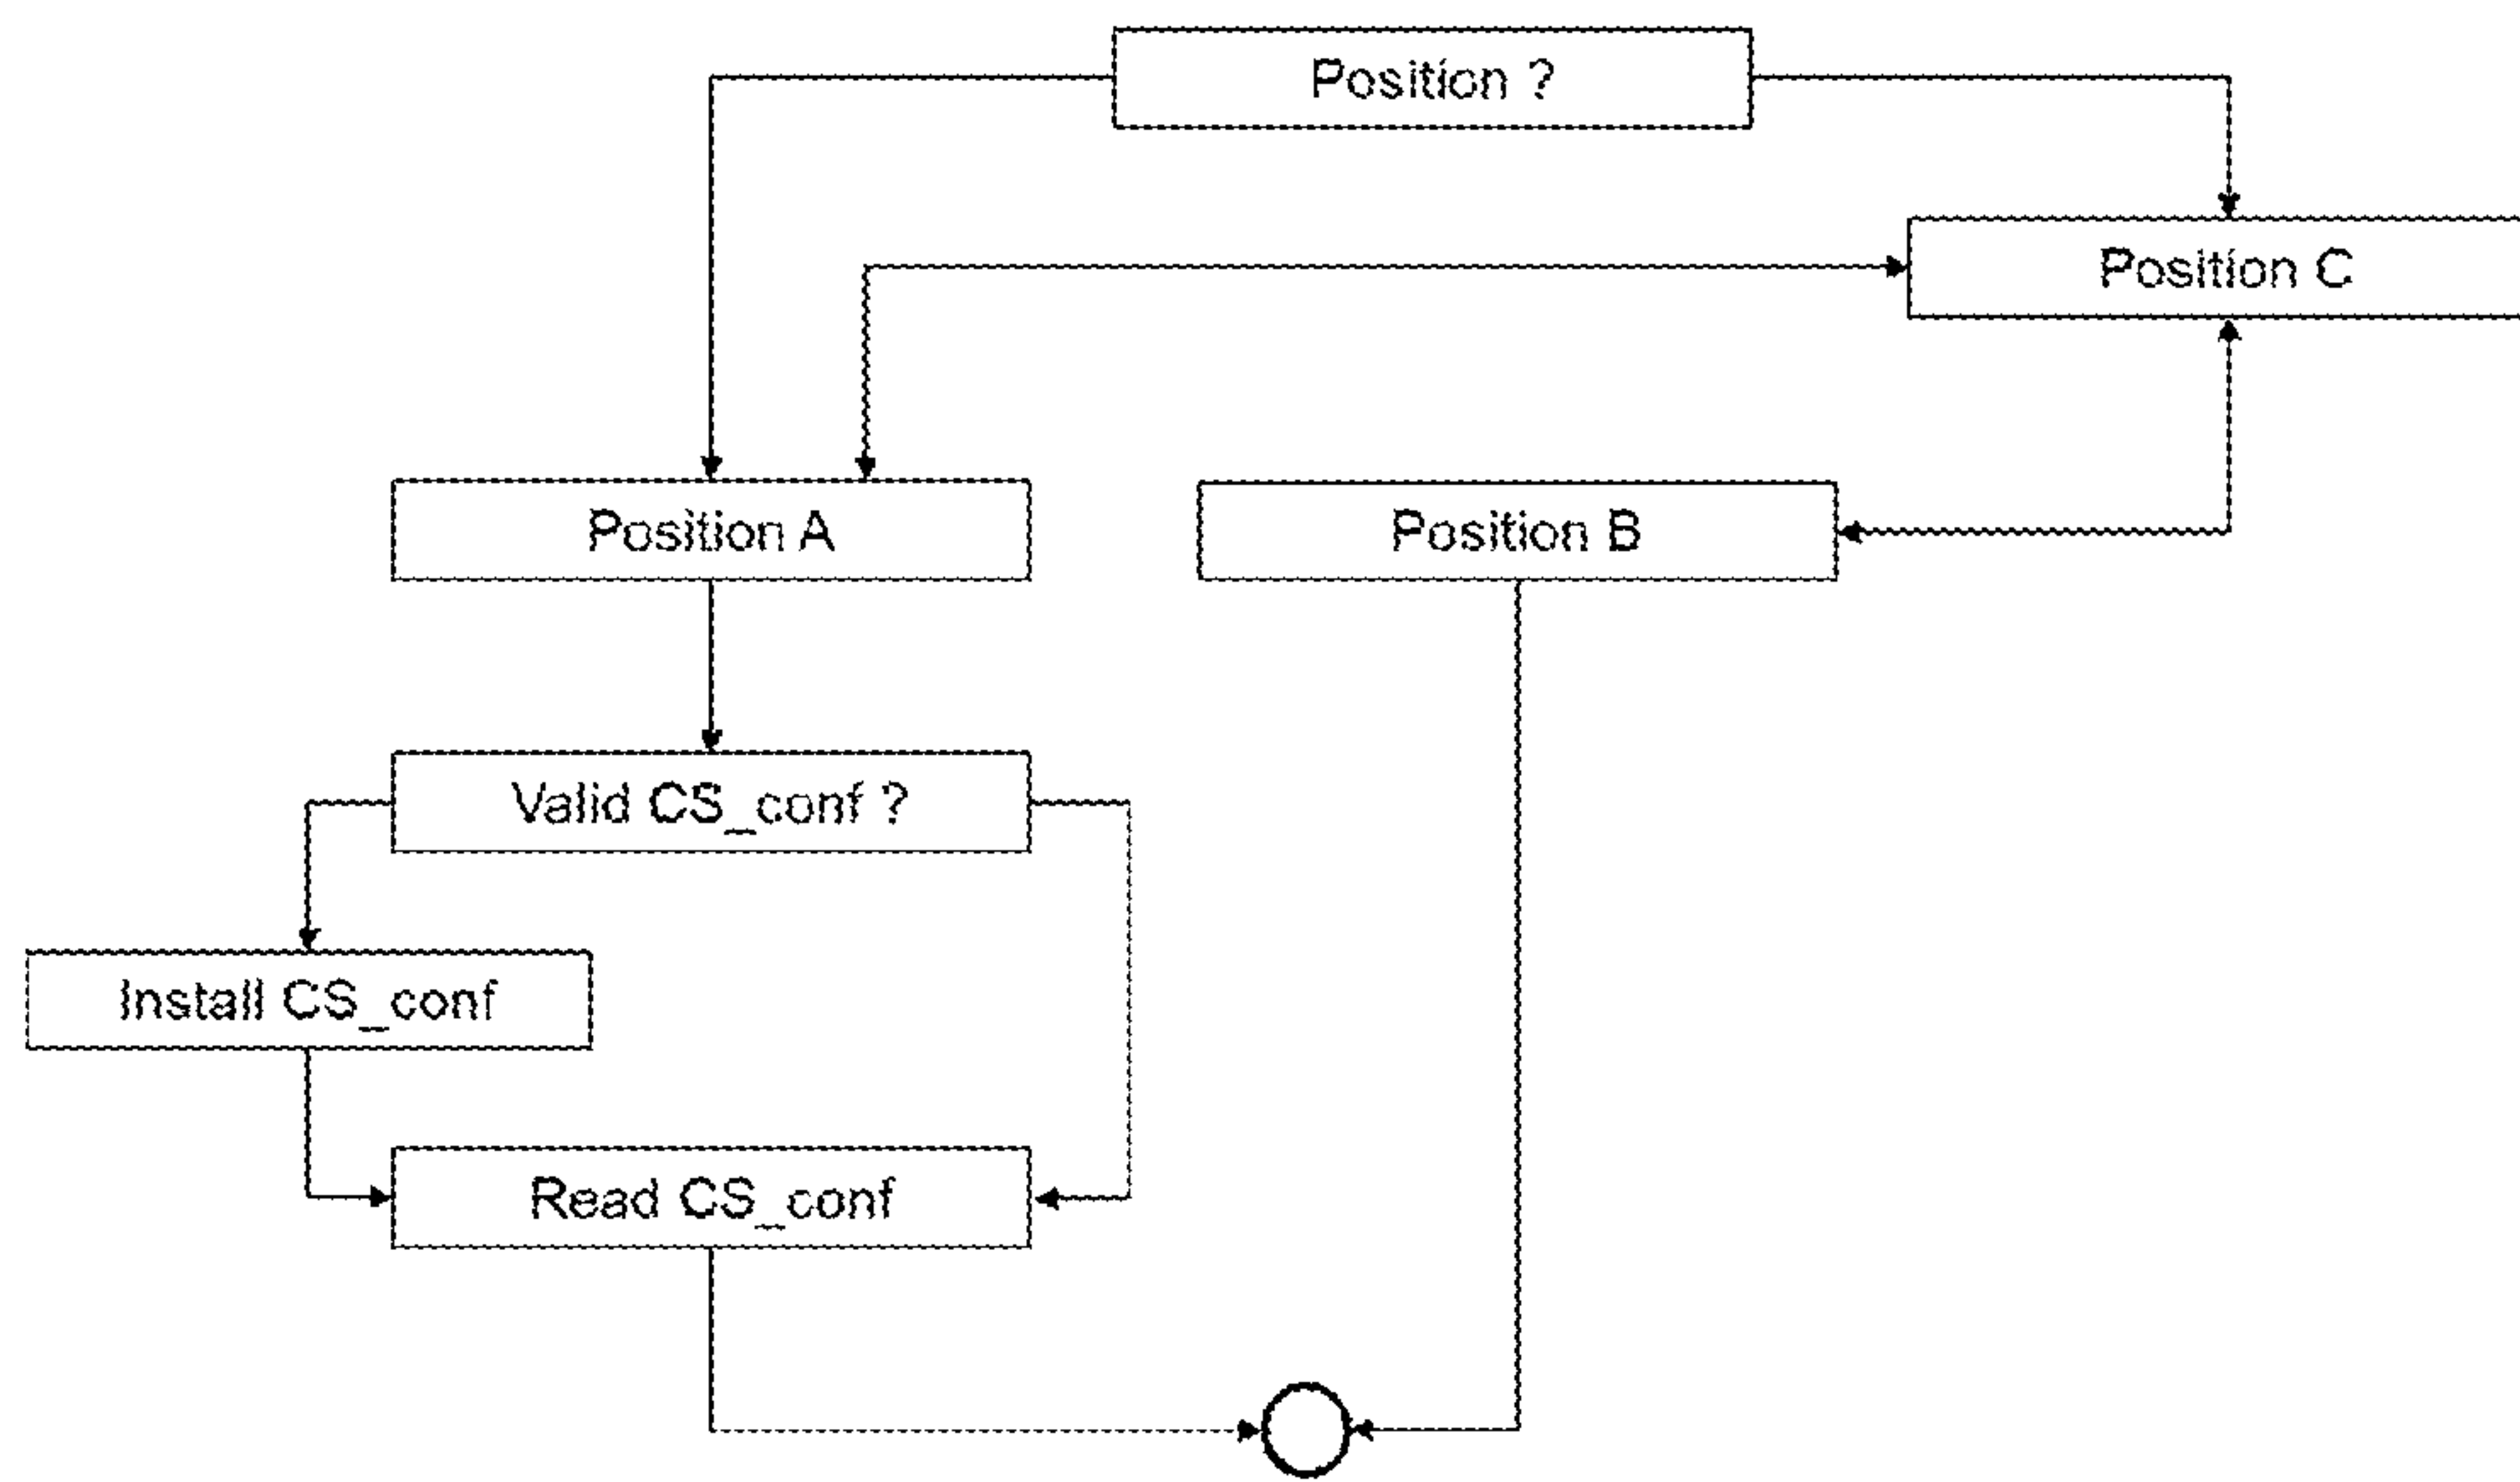 Position ?
Position C
Position A
Position B
Valid CS_conf ?
Install CS_conf
Read CS_conf